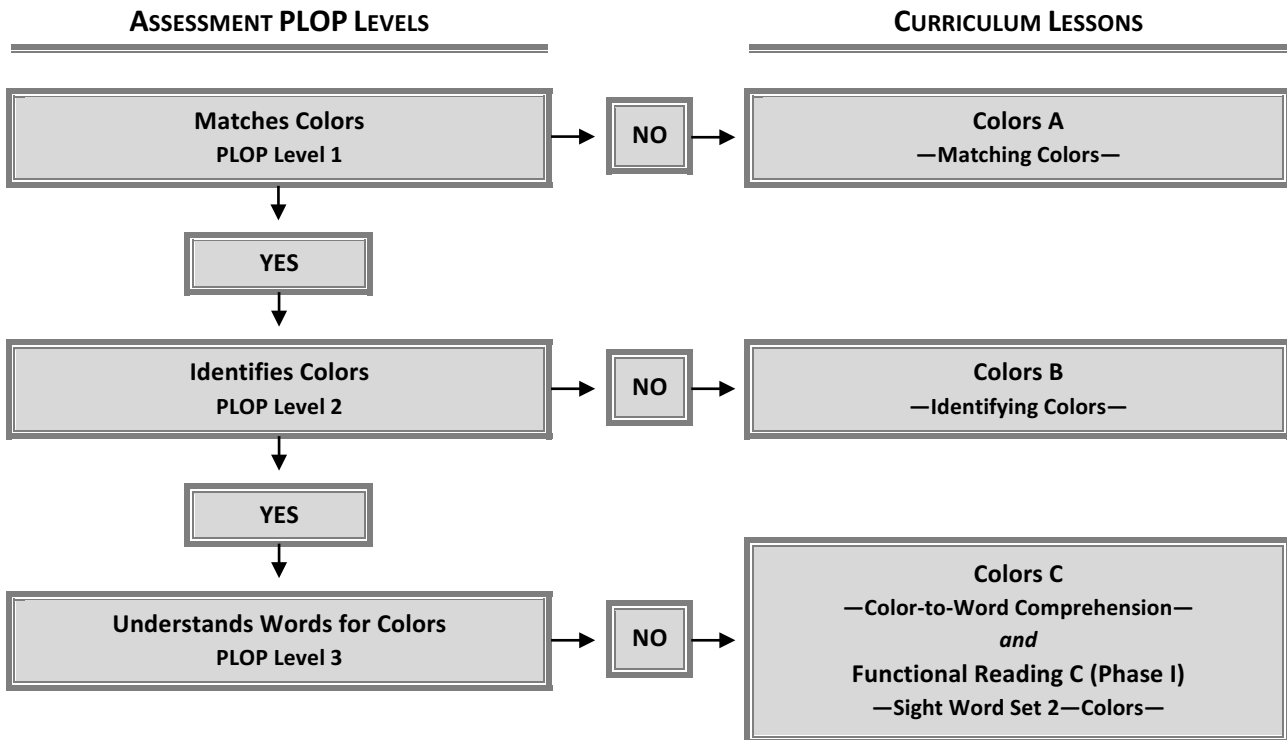 ASSESSMENT PLOP LEVELS
CURRICULUM LESSONS
Matches Colors
PLOP Level 1
NO
Colors A
—Matching Colors—
YES
Identifies Colors
PLOP Level 2
NO
Colors B
—Identifying Colors—
YES
Understands Words for Colors
PLOP Level 3
NO
Colors C
—Color-to-Word Comprehension—
and
Functional Reading C (Phase I)
—Sight Word Set 2—Colors—